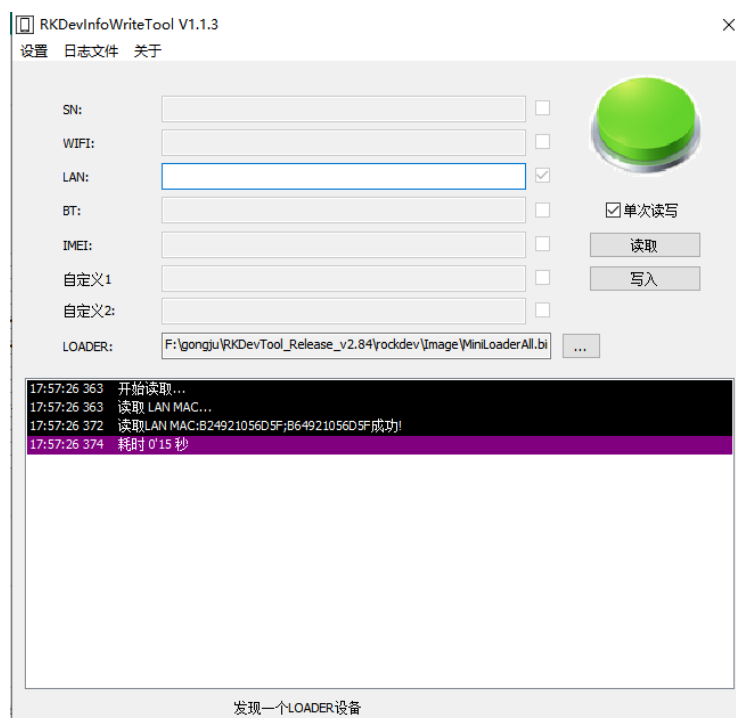 RKDevInfoWriteTool V1.1.3
设置 日志文件 关于
SN:
WIFI:
LAN:
BT:
单次读写
IMEI:
读取
自定义1
写入
自定义2:
LOADER: F:\gongju\RKDevTool_Release_v2.84\rockdev\Image\MiniLoaderAll.bi ...
17:57:26 363 开始读取...
17:57:26 363 读取 LAN MAC...
17:57:26 372 读取LAN MAC:B24921056D5F;B64921056D5F成功!
17:57:26 374 耗时 0'15 秒
发现一个LOADER设备